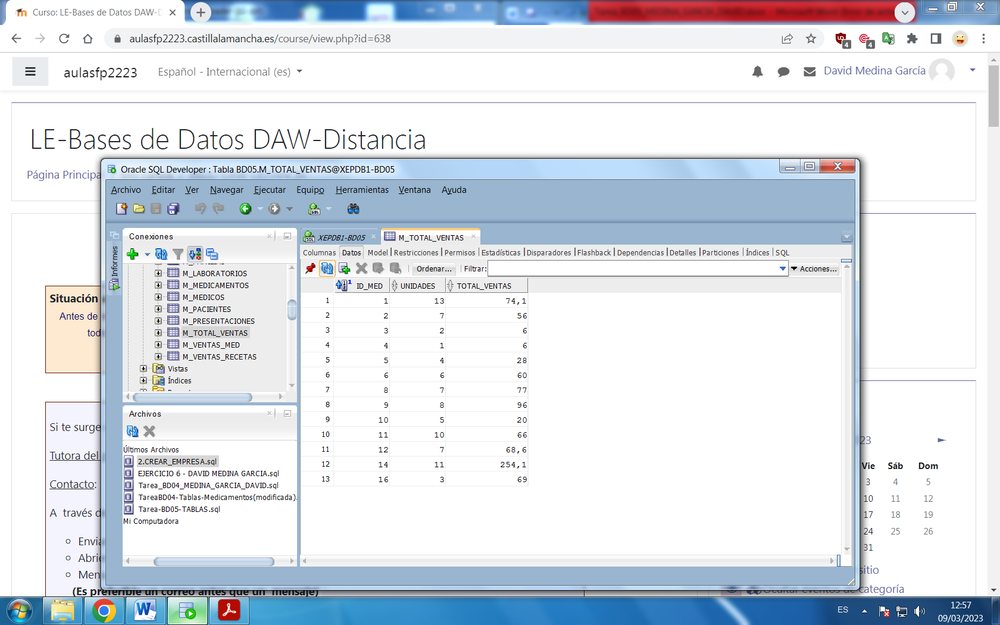 Curso: LE-Bases de Datos DAW-D
aulasfp2223.castillalamancha.es/course/view.php?id=638
4
4
aulasfp2223
Español - Internacional (es)
David Medina García
LE-Bases de Datos DAW-Distancia
Página Principa
Oracle SQL Developer : Tabla BD05.M_TOTAL_VENTAS@XEPDB1-BD05
Archivo Editar Ver Navegar Ejecutar Equipo Herramientas Ventana Ayuda
Informes
Conexiones
M_LABORATORIOS
M_MEDICAMENTOS
M_MEDICOS
M_PACIENTES
M_PRESENTACIONES
M_TOTAL_VENTAS
M_VENTAS_MED
M_VENTAS_RECETAS
Vistas
Índices
Archivos
Últimos Archivos
2.CREAR_EMPRESA.sql
EJERCICIO 6 - DAVID MEDINA GARCIA.sql
Tarea_BD04_MEDINA_GARCIA_DAVID.sql
TareaBD04-Tablas-Medicamentos(modificada).
Tarea-BD05-TABLAS.sql
Mi Computadora
XEPDB1-BD05 M_TOTAL_VENTAS
Columnas Datos Model Restricciones Permisos Estadísticas Disparadores Flashback Dependencias Detalles Particiones Índices SQL
Ordenar... Filtrar: Acciones...
ID_MED UNIDADES TOTAL_VENTAS
1 1 13 74,1
2 2 7 56
3 3 2 6
4 4 1 6
5 5 4 28
6 6 6 60
7 8 7 77
8 9 8 96
9 10 5 20
10 11 10 66
11 12 7 68,6
12 14 11 254,1
13 16 3 69
Situación
Antes de
tod
Si te surge
Tutora del
Contacto:
A través d
Envia
Abrie
Men
(Es preferible un correo antes que un mensaje)
23
Vie Sáb Dom
3 4 5
10 11 12
17 18 19
24 25 26
31
sitio
Ocultar eventos de categoría
ES
12:57
09/03/2023